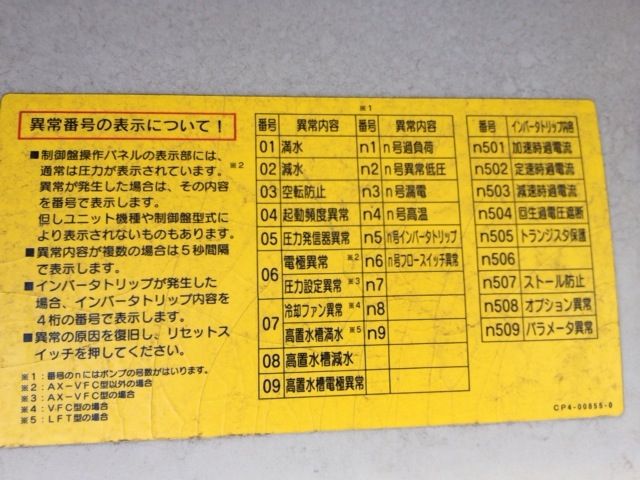 異常番号の表示について！
■制御盤操作パネルの表示部には、
通常は圧力が表示されています。※2
異常が発生した場合は、その内容
を番号で表示します。
但しユニット機種や制御盤型式に
より表示されないものもあります。
■異常内容が複数の場合は5秒間隔
で表示します。
■インバータトリップが発生した
場合、インバータトリップ内容を
4桁の番号で表示します。
■異常の原因を復旧し、リセットス
イッチを押してください。
※1：番号のnにはポンプの号数がはいります。
※2：AX-VFC型以外の場合
※3：AX-VFC型の場合
※4：VFC型の場合
※5：LFT型の場合
※1
番号 異常内容 番号 異常内容
01 満水 n1 n号過負荷
02 減水 n2 n号異常低圧
03 空転防止 n3 n号漏電
04 起動頻度異常 n4 n号高温
05 圧力発信器異常 n5 n号インバータトリップ
06 電極異常 ※2 n6 n号フロースイッチ異常
圧力設定異常 ※3 n7
07 冷却ファン異常 ※4 n8
高置水槽満水 ※5 n9
08 高置水槽減水
09 高置水槽電極異常
番号 インバータトリップ内容
n501 加速時過電流
n502 定速時過電流
n503 減速時過電流
n504 回生過電圧遮断
n505 トランジスタ保護
n506
n507 ストール防止
n508 オプション異常
n509 パラメータ異常
CP4-00855-0